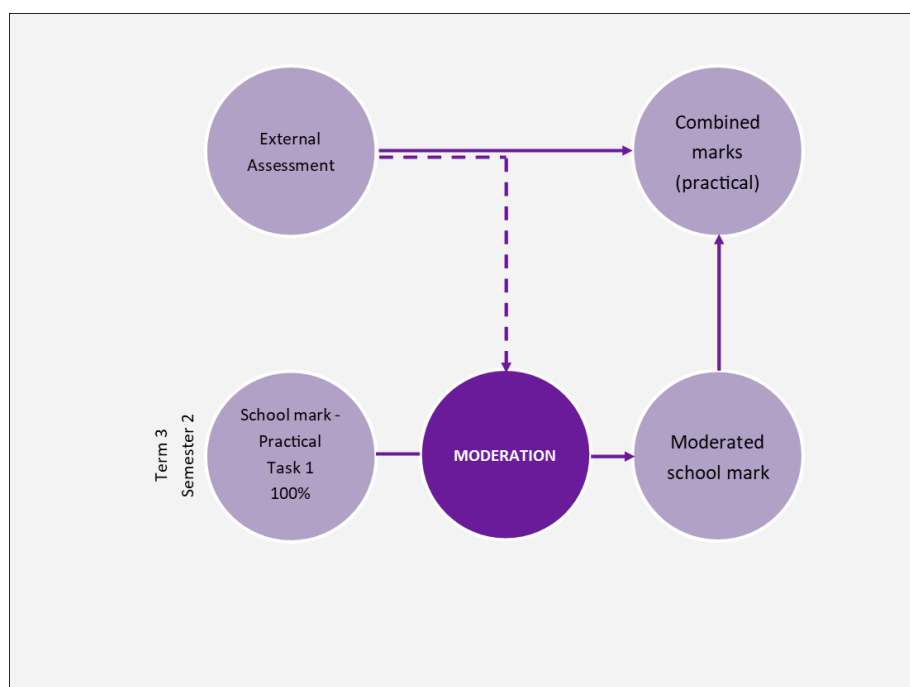 External
Assessment
Combined
marks
(practical)
Term 3
Semester 2
School mark -
Practical
Task 1
100%
MODERATION
Moderated
school mark